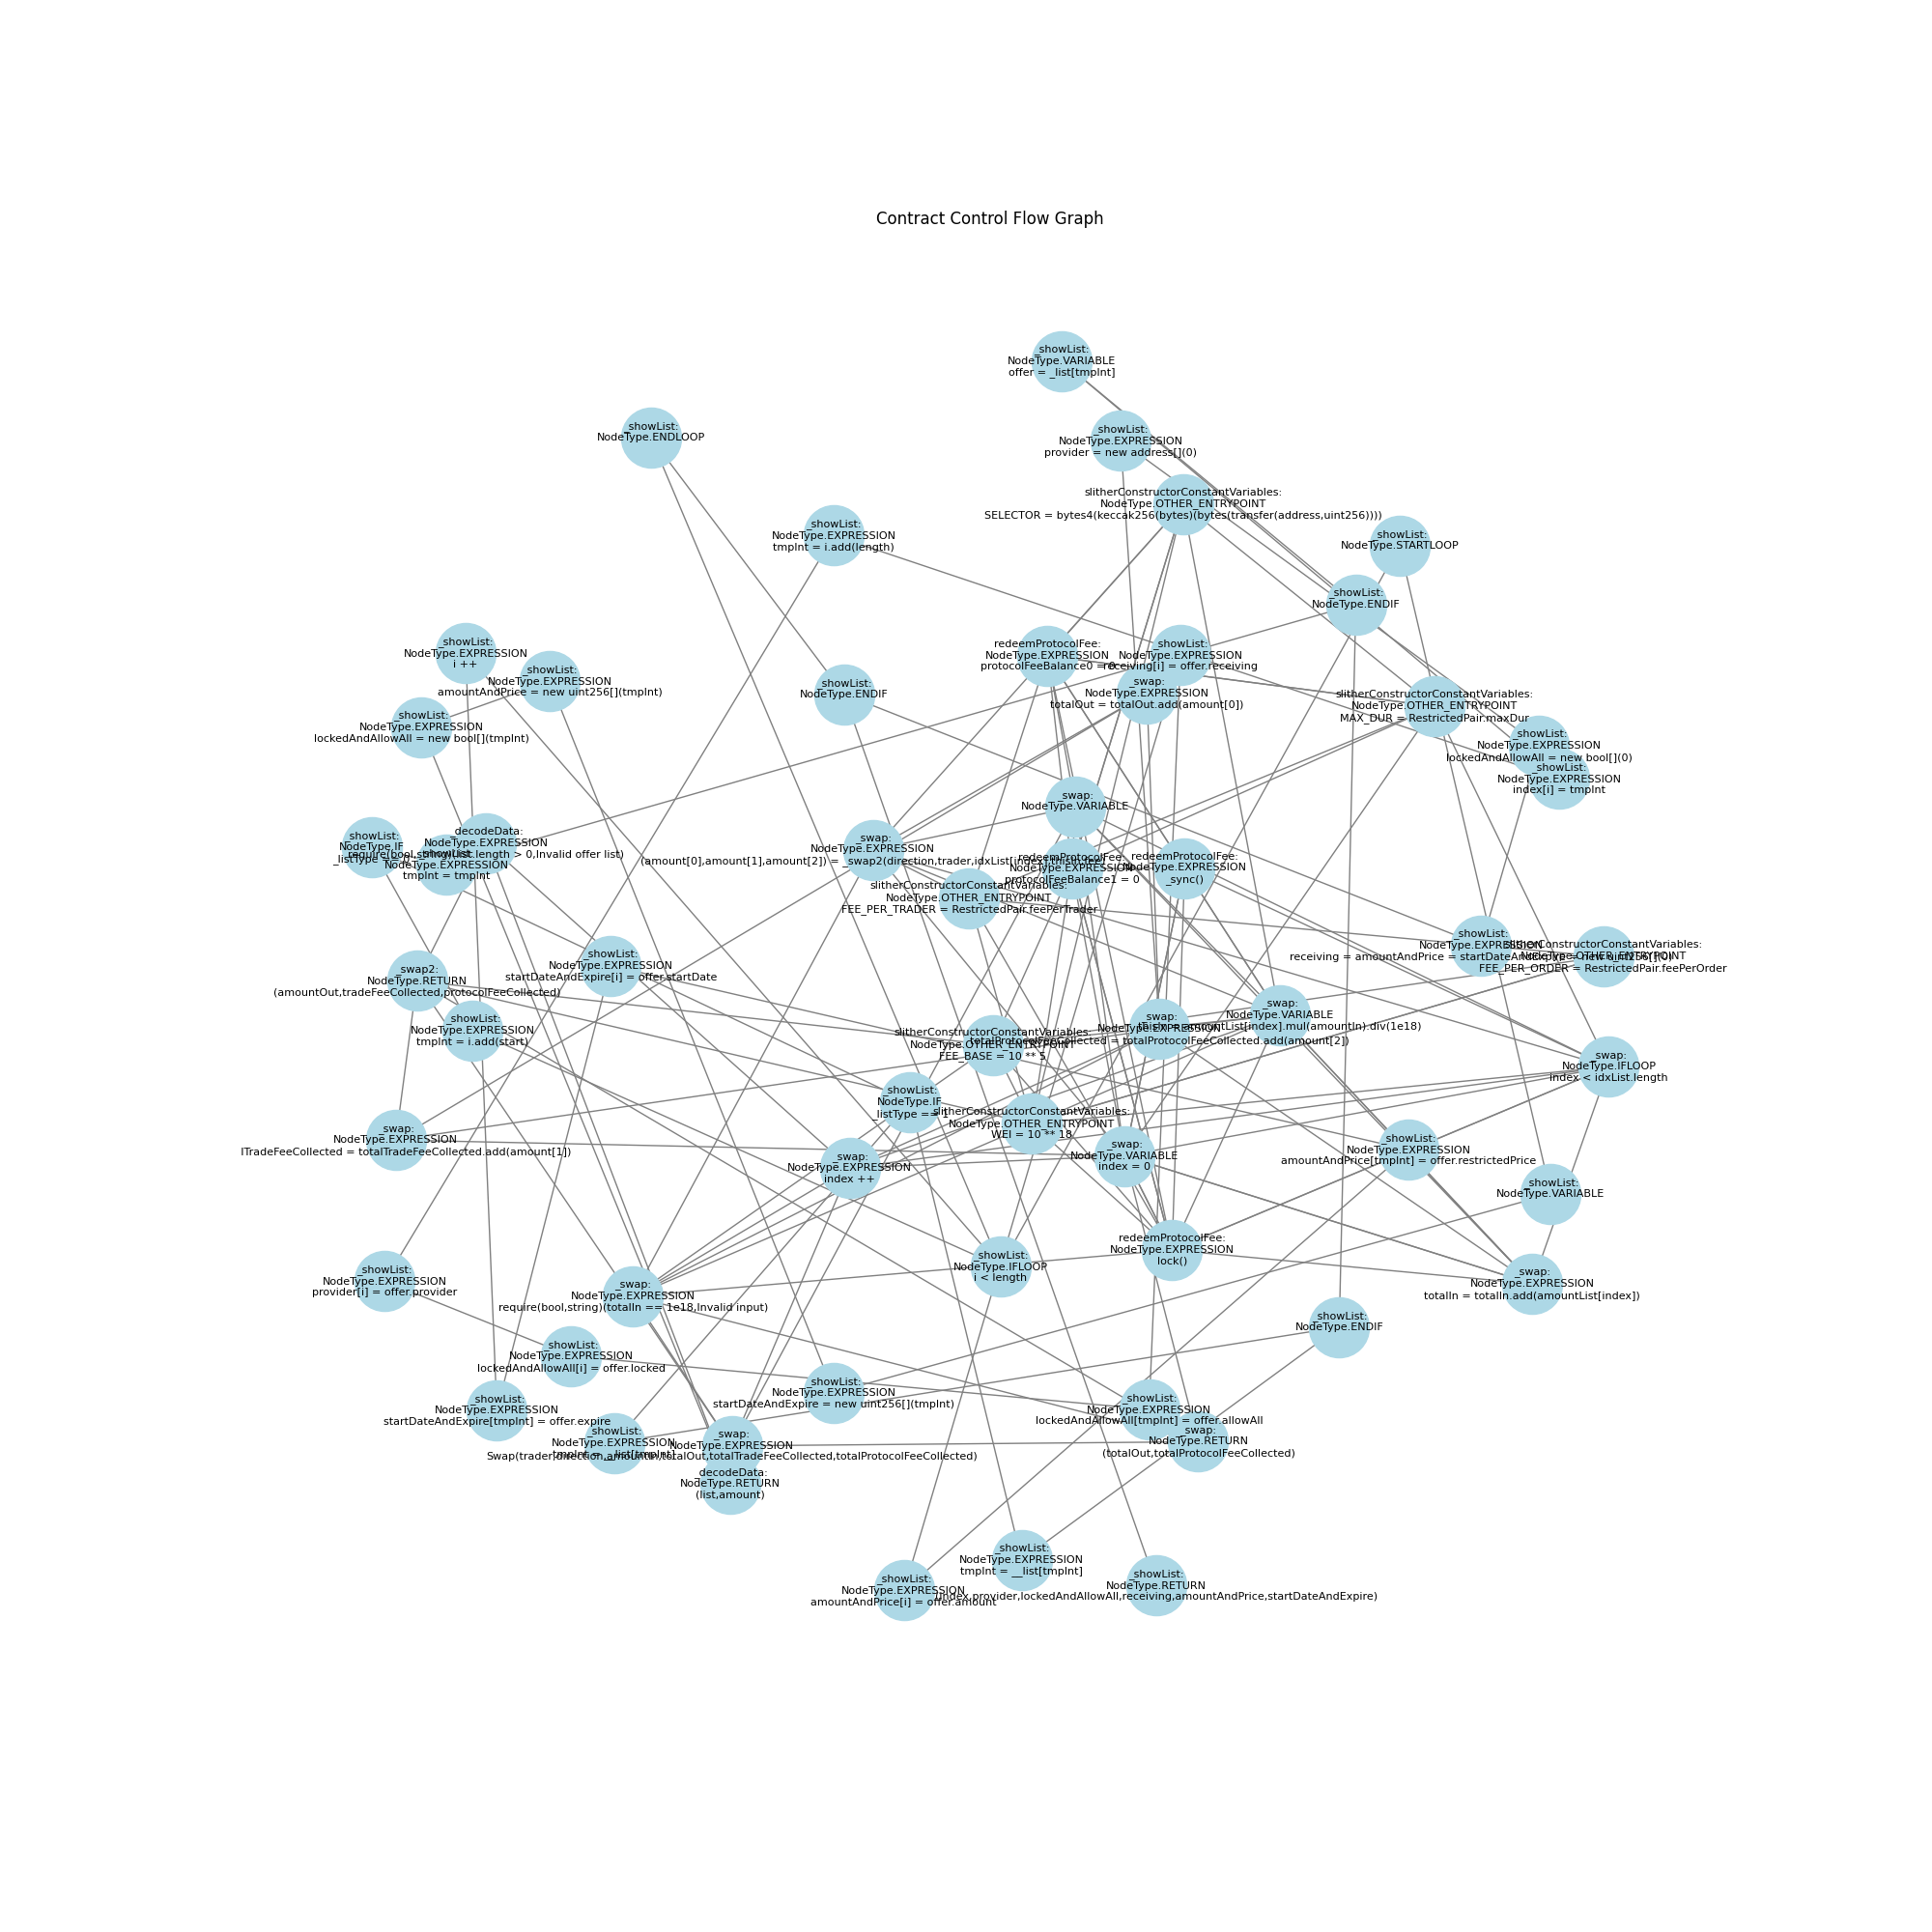 Contract Control Flow Graph
_showList:
NodeType.VARIABLE
offer = _list[tmpInt]
_showList:
NodeType.ENDLOOP
_showList:
NodeType.EXPRESSION
provider = new address[](0)
slitherConstructorConstantVariables:
NodeType.OTHER_ENTRYPOINT
SELECTOR = bytes4(keccak256(bytes)(bytes(transfer(address,uint256))))
_showList:
NodeType.EXPRESSION
tmpInt = i.add(length)
_showList:
NodeType.STARTLOOP
_showList:
NodeType.ENDIF
_showList:
NodeType.EXPRESSION
i ++
redeemProtocolFee:
NodeType.EXPRESSION
protocolFeeBalance0 = 0
_showList:
NodeType.EXPRESSION
receiving[i] = offer.receiving
_showList:
NodeType.EXPRESSION
amountAndPrice = new uint256[](tmpInt)
_showList:
NodeType.ENDIF
_swap:
NodeType.EXPRESSION
totalOut = totalOut.add(amount[0])
slitherConstructorConstantVariables:
NodeType.OTHER_ENTRYPOINT
MAX_DUR = RestrictedPair.maxDur
_showList:
NodeType.EXPRESSION
lockedAndAllowAll = new bool[](tmpInt)
_showList:
NodeType.EXPRESSION
lockedAndAllowAll = new bool[](0)
_showList:
NodeType.EXPRESSION
index[i] = tmpInt
_swap:
NodeType.VARIABLE
_decodeData:
NodeType.EXPRESSION
require(bool,string)(list.length > 0,Invalid offer list)
_showList:
NodeType.IF
_showList:
NodeType.EXPRESSION
tmpInt = tmpInt
_swap:
NodeType.EXPRESSION
(amount[0],amount[1],amount[2]) = _swap2(direction,trader,idxList[index],thisIn,fee)
redeemProtocolFee:
NodeType.EXPRESSION
protocolFeeBalance1 = 0
redeemProtocolFee:
NodeType.EXPRESSION
_sync()
slitherConstructorConstantVariables:
NodeType.OTHER_ENTRYPOINT
FEE_PER_TRADER = RestrictedPair.feePerTrader
_showList:
NodeType.EXPRESSION
receiving = amountAndPrice = startDateAndExpire = new uint256[](0)
slitherConstructorConstantVariables:
NodeType.OTHER_ENTRYPOINT
FEE_PER_ORDER = RestrictedPair.feePerOrder
_showList:
NodeType.EXPRESSION
startDateAndExpire[i] = offer.startDate
_swap2:
NodeType.RETURN
(amountOut,tradeFeeCollected,protocolFeeCollected)
_swap:
NodeType.VARIABLE
thisIn = amountList[index].mul(amountIn).div(1e18)
_swap:
NodeType.EXPRESSION
totalProtocolFeeCollected = totalProtocolFeeCollected.add(amount[2])
_showList:
NodeType.EXPRESSION
tmpInt = i.add(start)
slitherConstructorConstantVariables:
NodeType.OTHER_ENTRYPOINT
FEE_BASE = 10 ** 5
_swap:
NodeType.IFLOOP
index < idxList.length
_showList:
NodeType.IF
_listType == 1
slitherConstructorConstantVariables:
NodeType.OTHER_ENTRYPOINT
WEI = 10 ** 18
_swap:
NodeType.EXPRESSION
lTradeFeeCollected = totalTradeFeeCollected.add(amount[1])
_swap:
NodeType.VARIABLE
index = 0
_showList:
NodeType.EXPRESSION
amountAndPrice[tmpInt] = offer.restrictedPrice
_swap:
NodeType.EXPRESSION
index ++
_showList:
NodeType.VARIABLE
redeemProtocolFee:
NodeType.EXPRESSION
lock()
_showList:
NodeType.IFLOOP
i < length
_showList:
NodeType.EXPRESSION
provider[i] = offer.provider
_swap:
NodeType.EXPRESSION
require(bool,string)(totalIn == 1e18,Invalid input)
_swap:
NodeType.EXPRESSION
totalIn = totalIn.add(amountList[index])
_showList:
NodeType.ENDIF
_showList:
NodeType.EXPRESSION
lockedAndAllowAll[i] = offer.locked
_showList:
NodeType.EXPRESSION
startDateAndExpire = new uint256[](tmpInt)
_showList:
NodeType.EXPRESSION
startDateAndExpire[tmpInt] = offer.expire
_showList:
NodeType.EXPRESSION
lockedAndAllowAll[tmpInt] = offer.allowAll
_showList:
NodeType.EXPRESSION
_swap:
NodeType.EXPRESSION
Swap(trader,direction,amountIn,totalOut,totalTradeFeeCollected,totalProtocolFeeCollected)
_swap:
NodeType.RETURN
(totalOut,totalProtocolFeeCollected)
_decodeData:
NodeType.RETURN
(list,amount)
_showList:
NodeType.EXPRESSION
tmpInt = __list[tmpInt]
_showList:
NodeType.EXPRESSION
amountAndPrice[i] = offer.amount
_showList:
NodeType.RETURN
(index,provider,lockedAndAllowAll,receiving,amountAndPrice,startDateAndExpire)